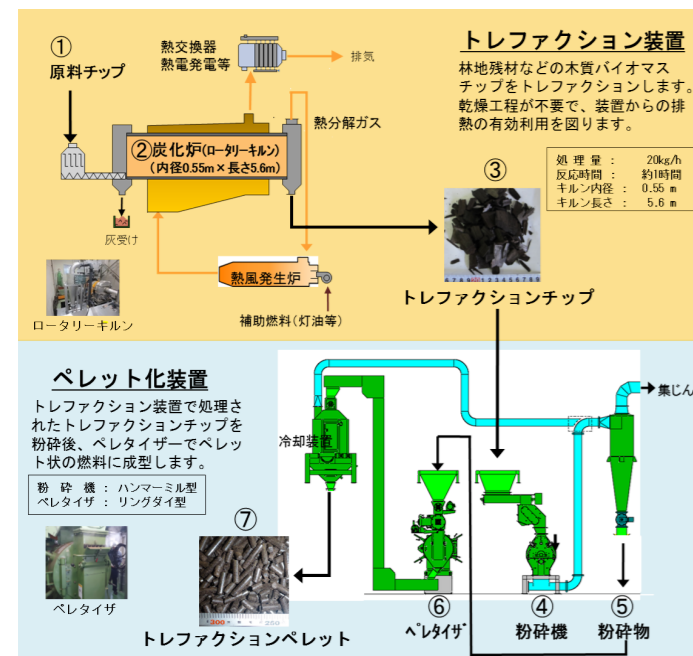 トレファクション装置
林地残材などの木質バイオマス
チップをトレファクションします。
乾燥工程が不要で、装置からの排
熱の有効利用を図ります。
処 理 量 : 20kg/h
反応時間 : 約1時間
キルン内径 : 0.55 m
キルン長さ : 5.6 m
①
原料チップ
熱交換器
熱電発電等
排気
熱分解ガス
②炭化炉(ロータリーキルン)
(内径0.55m×長さ5.6m)
灰受け
ロータリーキルン
熱風発生炉
補助燃料(灯油等)
③
トレファクションチップ
ペレット化装置
トレファクション装置で処理さ
れたトレファクションチップを
粉砕後、ペレタイザーでペレッ
ト状の燃料に成型します。
粉 砕 機 : ハンマーミル型
ペレタイザ : リングダイ型
ペレタイザ
冷却装置
集じん
⑦
トレファクションペレット
⑥
ペレタイザ
④
粉砕機
⑤
粉砕物